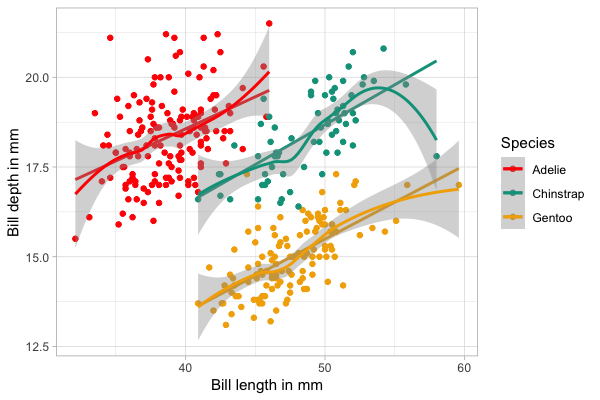 20.0
17.5
15.0
12.5
Bill depth in mm
40
50
60
Bill length in mm
Species
Adelie
Chinstrap
Gentoo